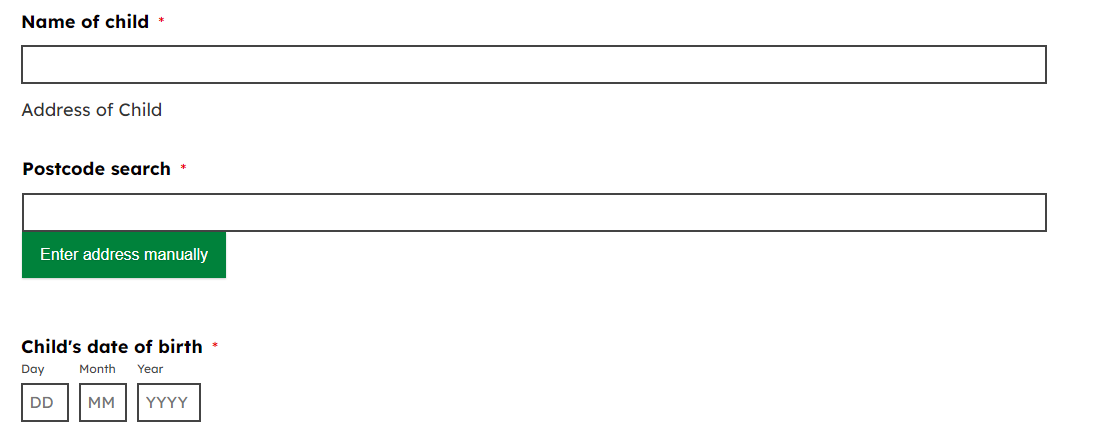 Name of child *
Address of Child
Postcode search *
Enter address manually
Child's date of birth *
Day Month Year
DD MM YYYY